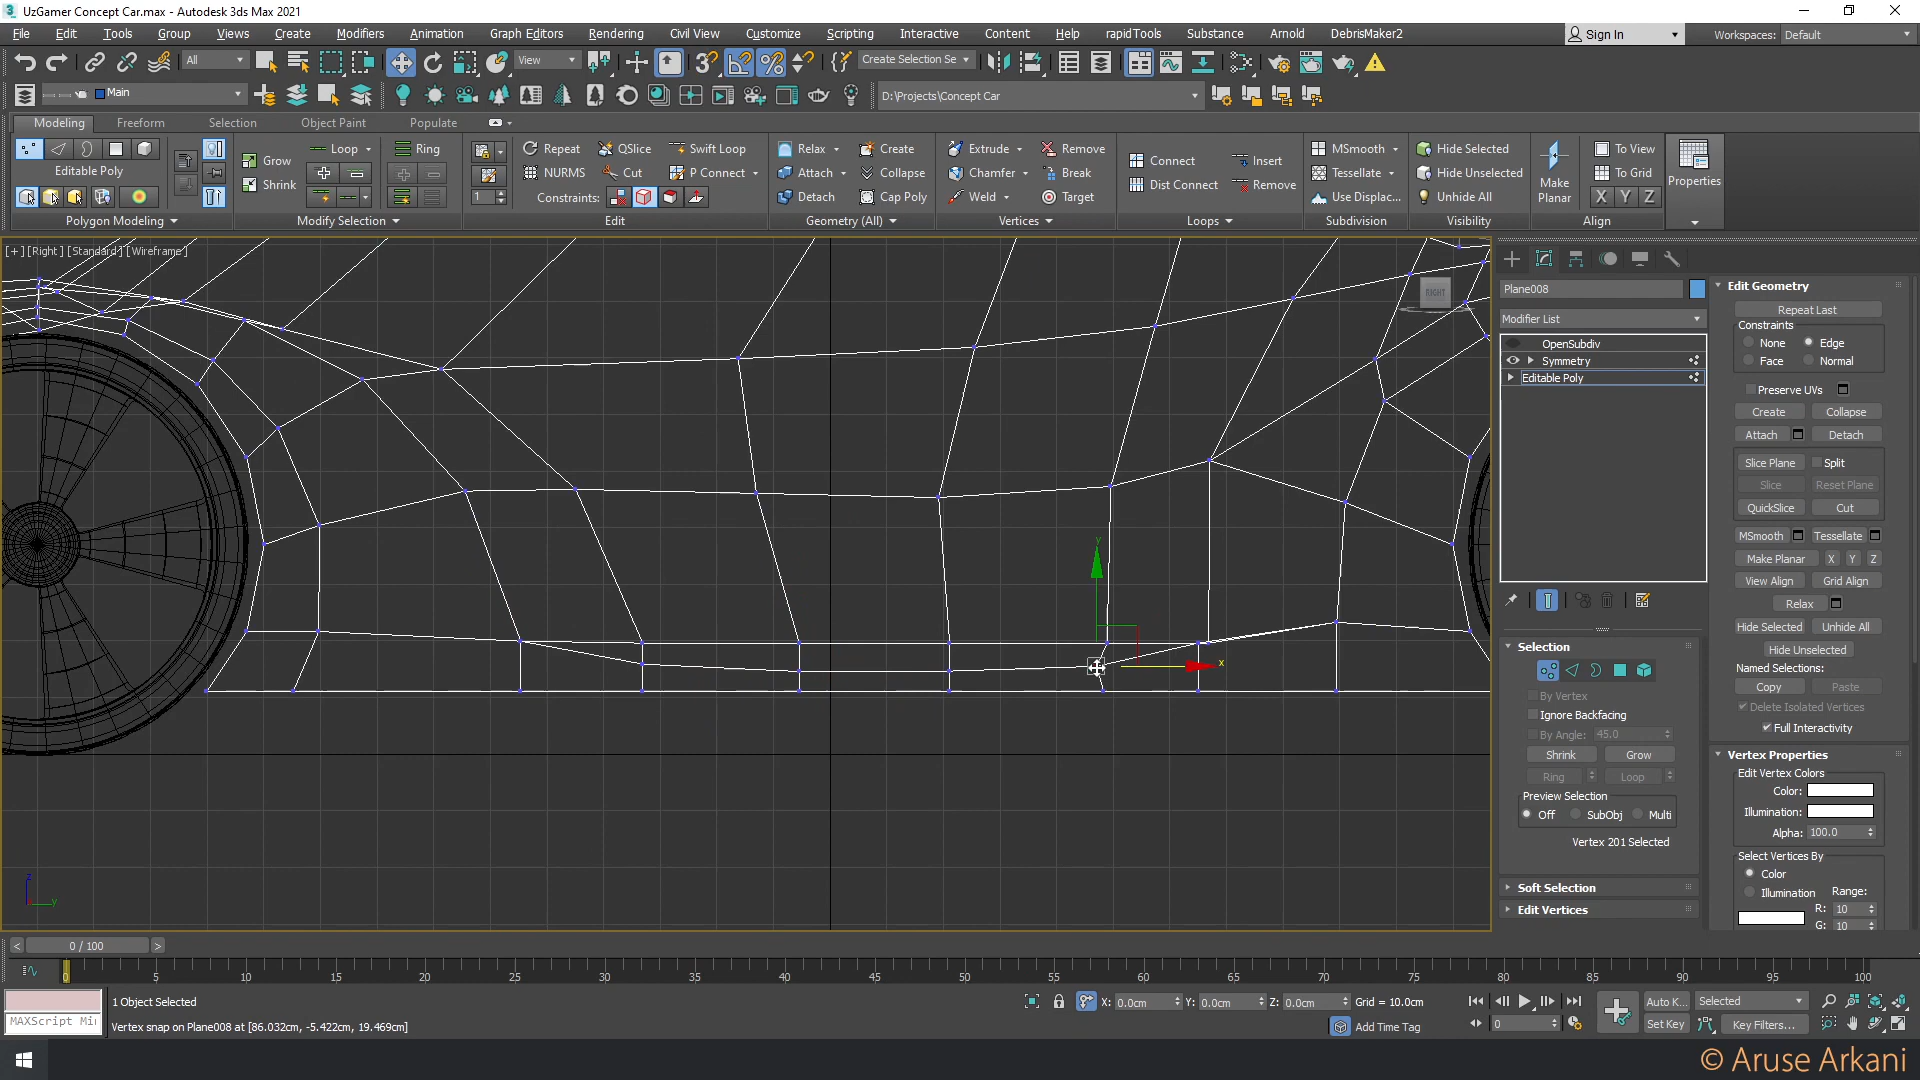 UzGamer Concept Car.max - Autodesk 3ds Max 2021
File Edit Tools Group Views Create Modifiers Animation Graph Editors Rendering Civil View Customize Scripting Interactive Content Help rapidTools Substance Arnold DebrisMaker2 Sign In Workspaces: Default
All View Create Selection Se
Main D:\Projects\Concept Car
Modeling Freeform Selection Object Paint Populate
Loop Ring Repeat QSlice Swift Loop Relax Create Extrude Remove MSmooth Hide Selected To View
Grow Connect Insert
Editable Poly NURMS Cut P Connect Attach Collapse Chamfer Break Tessellate Hide Unselected To Grid
Shrink Dist Connect Remove Make Planar Properties
1 Constraints: Detach Cap Poly Weld Target Use Displac... Unhide All X Y Z
Polygon Modeling Modify Selection Edit Geometry (All) Vertices Loops Subdivision Visibility Align
[+] [Right] [Standard] [Wireframe]
RIGHT
Plane008
Modifier List
OpenSubdiv
Symmetry
Editable Poly
Selection
By Vertex
Ignore Backfacing
By Angle: 45.0
Shrink Grow
Ring Loop
Preview Selection
Off SubObj Multi
Vertex 201 Selected
Soft Selection
Edit Vertices
Edit Geometry
Repeat Last
Constraints
None Edge
Face Normal
Preserve UVs
Create Collapse
Attach Detach
Slice Plane Split
Slice Reset Plane
QuickSlice Cut
MSmooth Tessellate
Make Planar X Y Z
View Align Grid Align
Relax
Hide Selected Unhide All
Hide Unselected
Named Selections:
Copy Paste
Delete Isolated Vertices
Full Interactivity
Vertex Properties
Edit Vertex Colors
Color:
Illumination:
Alpha: 100.0
Select Vertices By
Color
Illumination Range:
R: 10
G: 10
y
x
z
y
< 0 / 100 >
0 5 10 15 20 25 30 35 40 45 50 55 60 65 70 75 80 85 90 95 100
1 Object Selected X: 0.0cm Y: 0.0cm Z: 0.0cm Grid = 10.0cm Auto K... Selected
MAXScript Mi Vertex snap on Plane008 at [86.032cm, -5.422cm, 19.469cm] Add Time Tag 0 Set Key Key Filters...
© Aruse Arkani